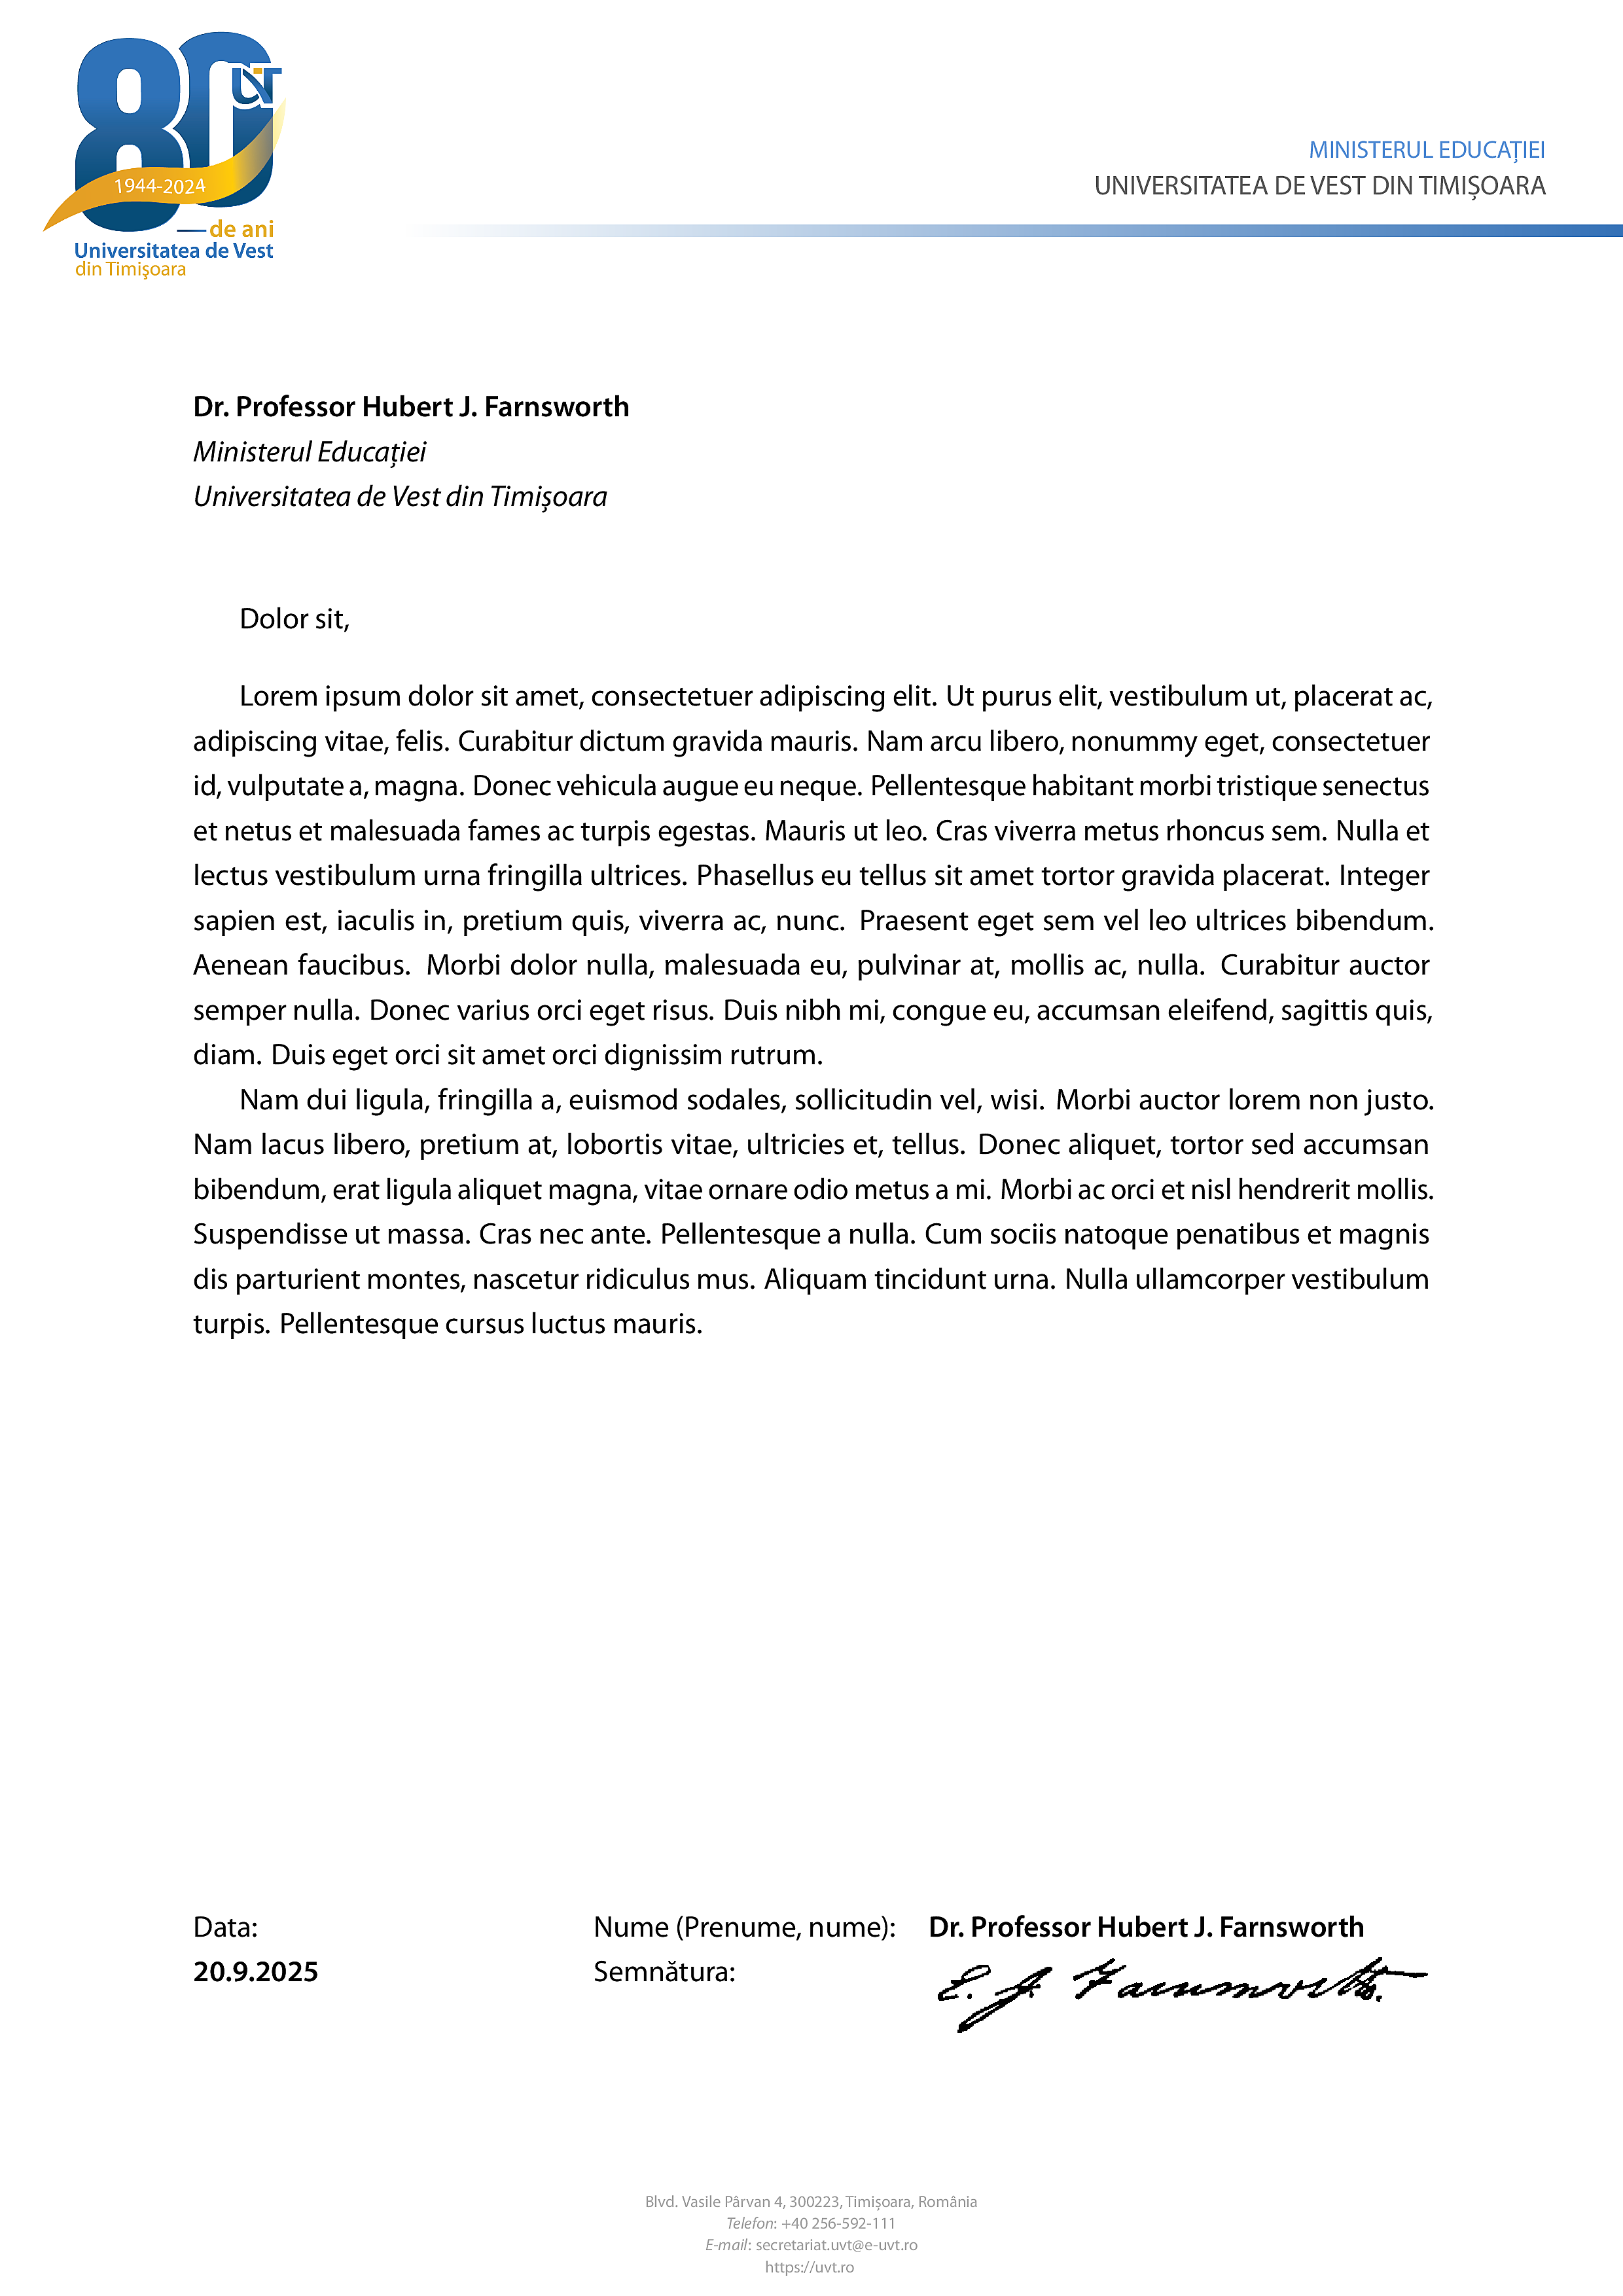 80
UVT
1944-2024
de ani
Universitatea de Vest
din Timișoara
MINISTERUL EDUCAȚIEI
UNIVERSITATEA DE VEST DIN TIMIȘOARA
Dr. Professor Hubert J. Farnsworth
Ministerul Educației
Universitatea de Vest din Timișoara
Dolor sit,
Lorem ipsum dolor sit amet, consectetuer adipiscing elit. Ut purus elit, vestibulum ut, placerat ac,
adipiscing vitae, felis. Curabitur dictum gravida mauris. Nam arcu libero, nonummy eget, consectetuer
id, vulputate a, magna. Donec vehicula augue eu neque. Pellentesque habitant morbi tristique senectus
et netus et malesuada fames ac turpis egestas. Mauris ut leo. Cras viverra metus rhoncus sem. Nulla et
lectus vestibulum urna fringilla ultrices. Phasellus eu tellus sit amet tortor gravida placerat. Integer
sapien est, iaculis in, pretium quis, viverra ac, nunc. Praesent eget sem vel leo ultrices bibendum.
Aenean faucibus. Morbi dolor nulla, malesuada eu, pulvinar at, mollis ac, nulla. Curabitur auctor
semper nulla. Donec varius orci eget risus. Duis nibh mi, congue eu, accumsan eleifend, sagittis quis,
diam. Duis eget orci sit amet orci dignissim rutrum.
Nam dui ligula, fringilla a, euismod sodales, sollicitudin vel, wisi. Morbi auctor lorem non justo.
Nam lacus libero, pretium at, lobortis vitae, ultricies et, tellus. Donec aliquet, tortor sed accumsan
bibendum, erat ligula aliquet magna, vitae ornare odio metus a mi. Morbi ac orci et nisl hendrerit mollis.
Suspendisse ut massa. Cras nec ante. Pellentesque a nulla. Cum sociis natoque penatibus et magnis
dis parturient montes, nascetur ridiculus mus. Aliquam tincidunt urna. Nulla ullamcorper vestibulum
turpis. Pellentesque cursus luctus mauris.
Data:
20.9.2025
Nume (Prenume, nume): Dr. Professor Hubert J. Farnsworth
Semnătura: E. J. Farnsworth.
Blvd. Vasile Pârvan 4, 300223, Timișoara, România
Telefon: +40 256-592-111
E-mail: secretariat.uvt@e-uvt.ro
https://uvt.ro